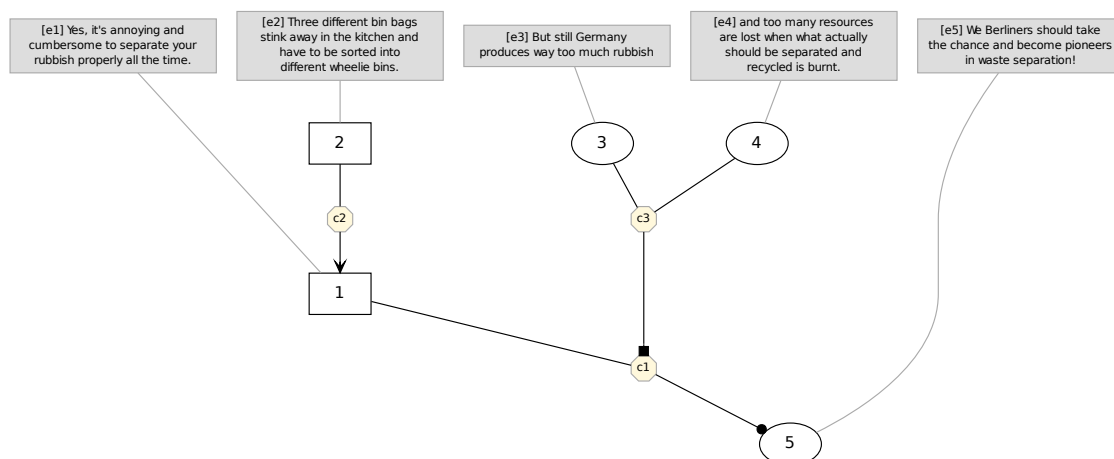 [e1] Yes, it's annoying and
cumbersome to separate your
rubbish properly all the time.
[e2] Three different bin bags
stink away in the kitchen and
have to be sorted into
different wheelie bins.
[e3] But still Germany
produces way too much rubbish
[e4] and too many resources
are lost when what actually
should be separated and
recycled is burnt.
[e5] We Berliners should take
the chance and become pioneers
in waste separation!
2
3
4
c2
c3
1
c1
5